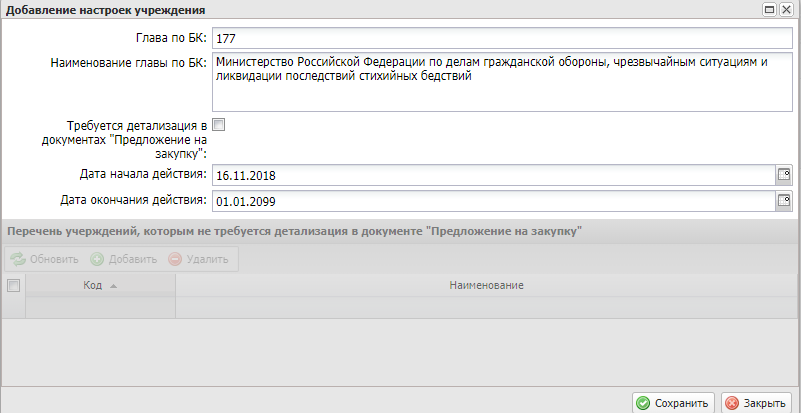 Добавление настроек учреждения
Глава по БК: 177
Наименование главы по БК: Министерство Российской Федерации по делам гражданской обороны, чрезвычайным ситуациям и
ликвидации последствий стихийных бедствий
Требуется детализация в
документах "Предложение на
закупку":
Дата начала действия: 16.11.2018
Дата окончания действия: 01.01.2099
Перечень учерждений, которым не требуется детализация в документе "Предложение на закупку"
Обновить Добавить Удалить
Код Наименование
Сохранить Закрыть